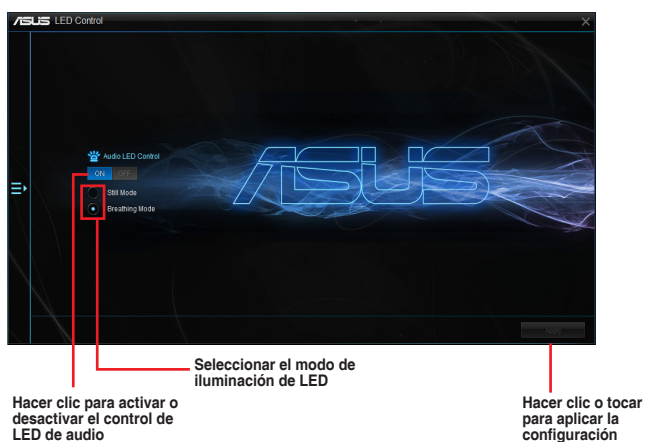 ASUS LED Control
ASUS
Audio LED Control
ON OFF
Still Mode
Breathing Mode
Apply
Seleccionar el modo de
iluminación de LED
Hacer clic para activar o
desactivar el control de
LED de audio
Hacer clic o tocar
para aplicar la
configuración